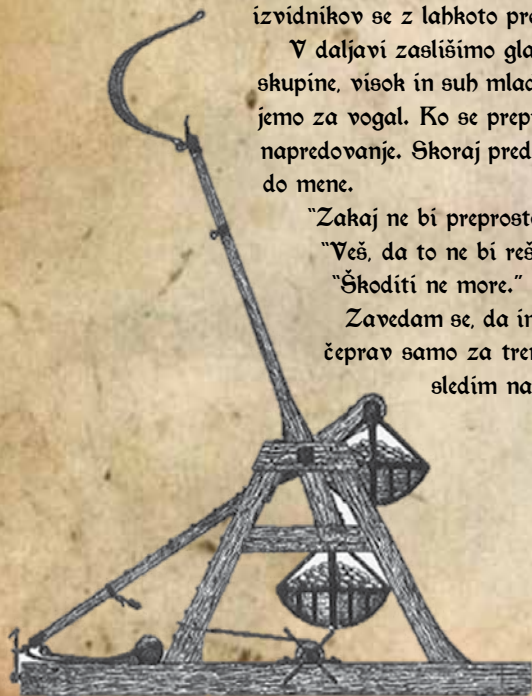 izvidnikov se z lahkoto pre
V daljavi zaslišimo gla
skupine, visok in suh mlad
jemo za vogal. Ko se prepr
napredovanje. Skoraj pred
do mene.
"Zakaj ne bi preprosto
"Veš, da to ne bi reš
"Škoditi ne more."
Zavedam se, da in
čeprav samo za tren
sledim na